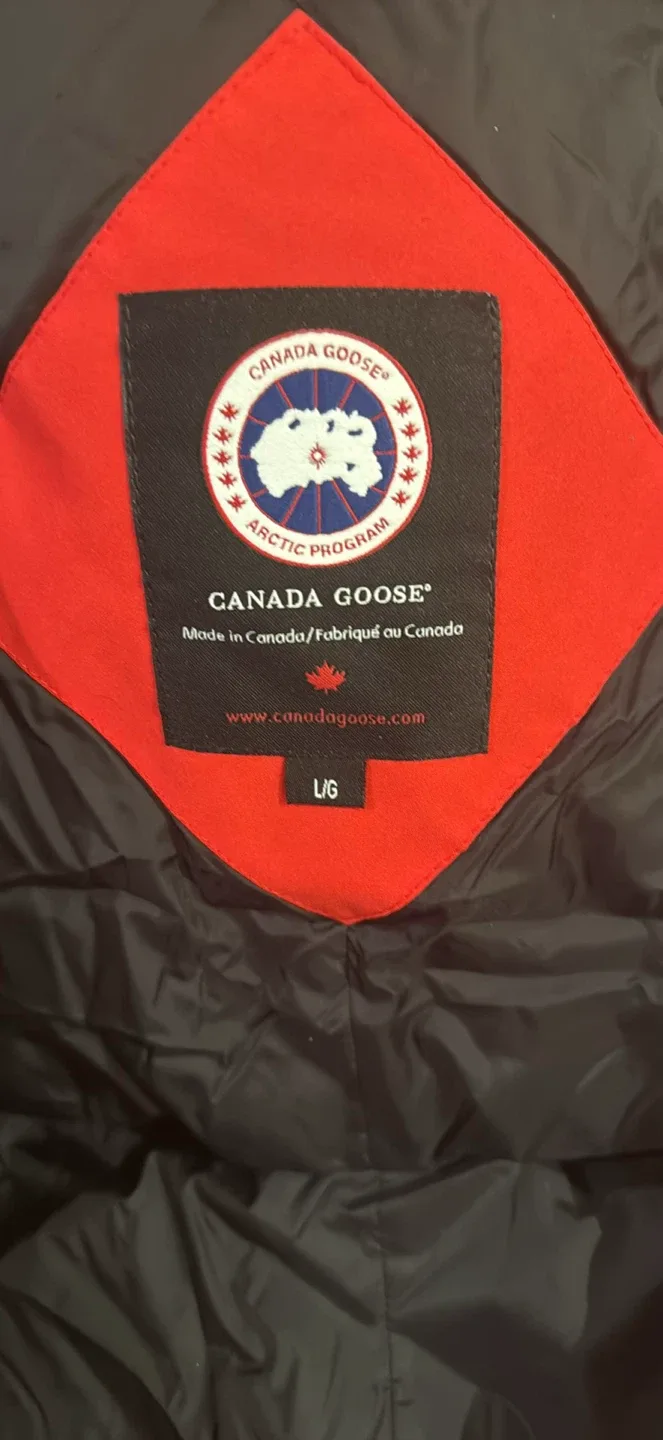 CANADA GOOSE®
ARCTIC PROGRAM
CANADA GOOSE®
Made in Canada/Fabriqué au Canada
www.canadagoose.com
L/G